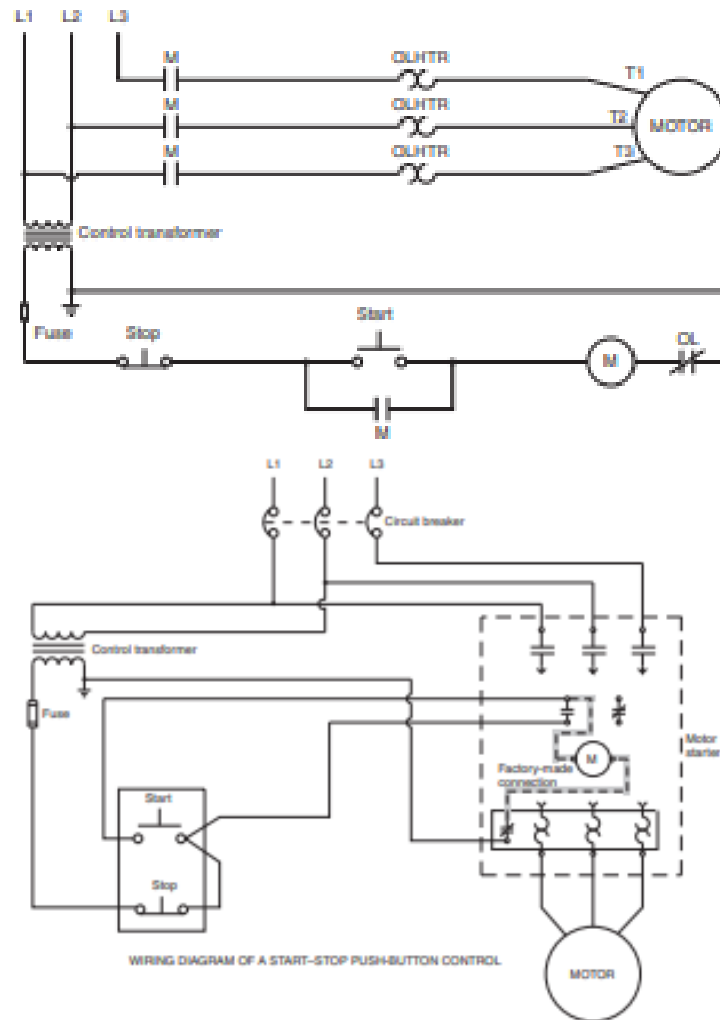 L1 L2 L3
M OLHTR T1
M OLHTR T2 MOTOR
M OLHTR T3
Control transformer
Fuse Stop Start M OL
M
L1 L2 L3
Circuit breaker
Control transformer
Fuse
Motor
starter
M
Factory-made
connection
Start
Stop
WIRING DIAGRAM OF A START–STOP PUSH-BUTTON CONTROL
MOTOR